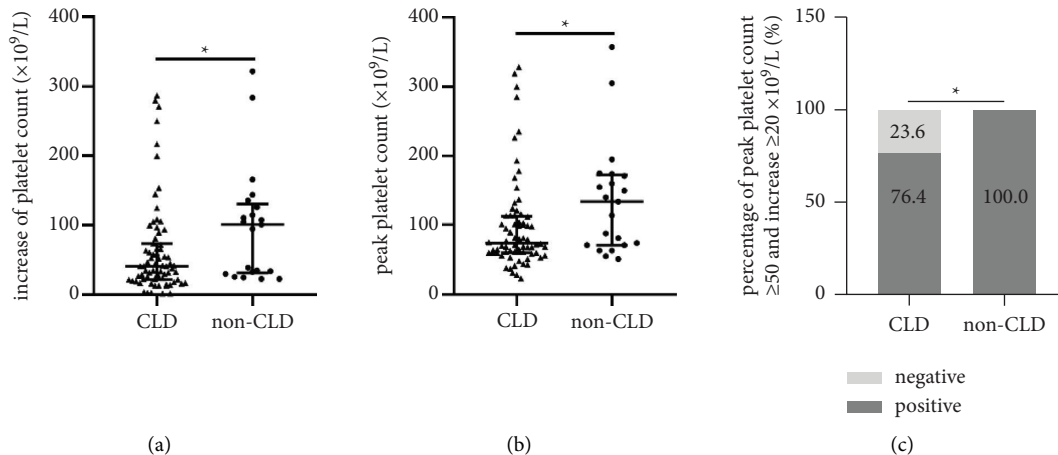 increase of platelet count (×10⁹/L)
400
300
200
100
0
*
CLD
non-CLD
(a)
peak platelet count (×10⁹/L)
400
300
200
100
0
*
CLD
non-CLD
(b)
percentage of peak platelet count
≥50 and increase ≥20 ×10⁹/L (%)
150
100
50
0
*
23.6
76.4
100.0
CLD
non-CLD
negative
positive
(c)